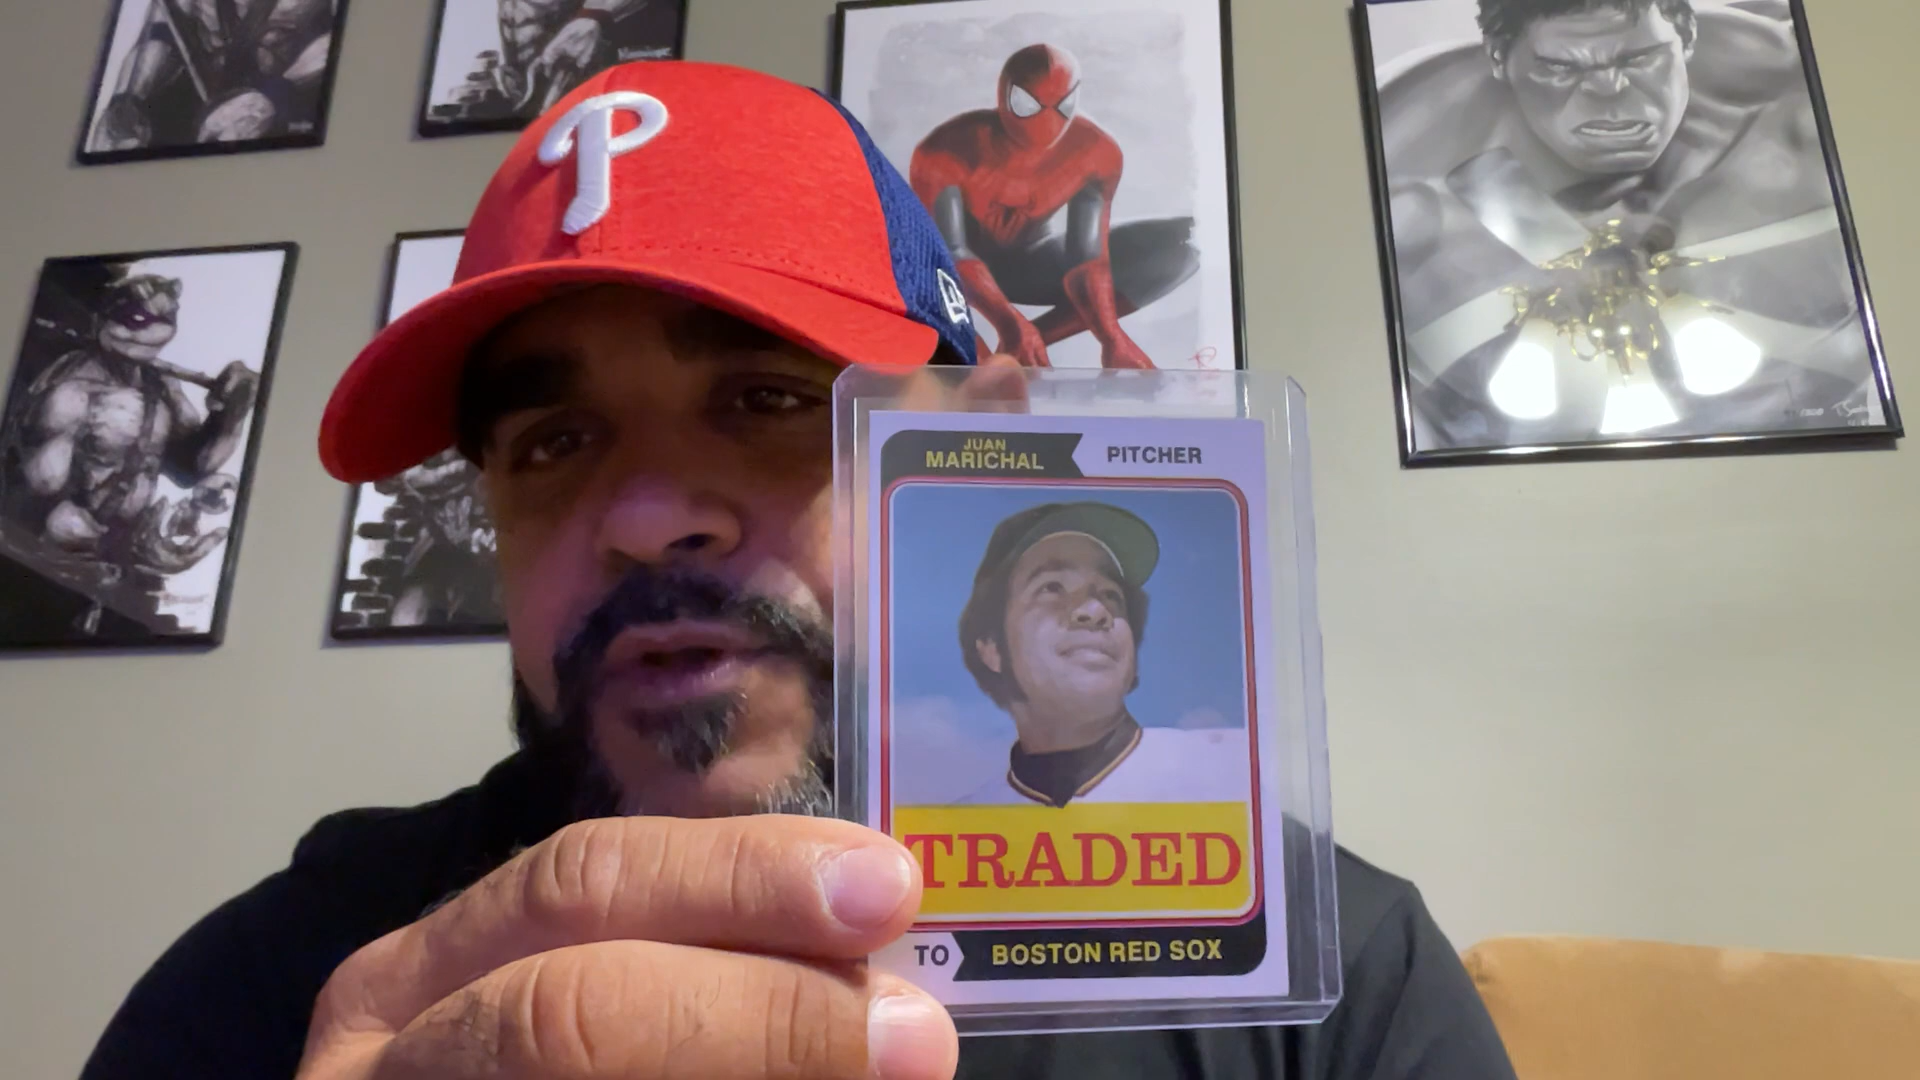 P
JUAN
MARICHAL
PITCHER
TRADED
TO
BOSTON RED SOX